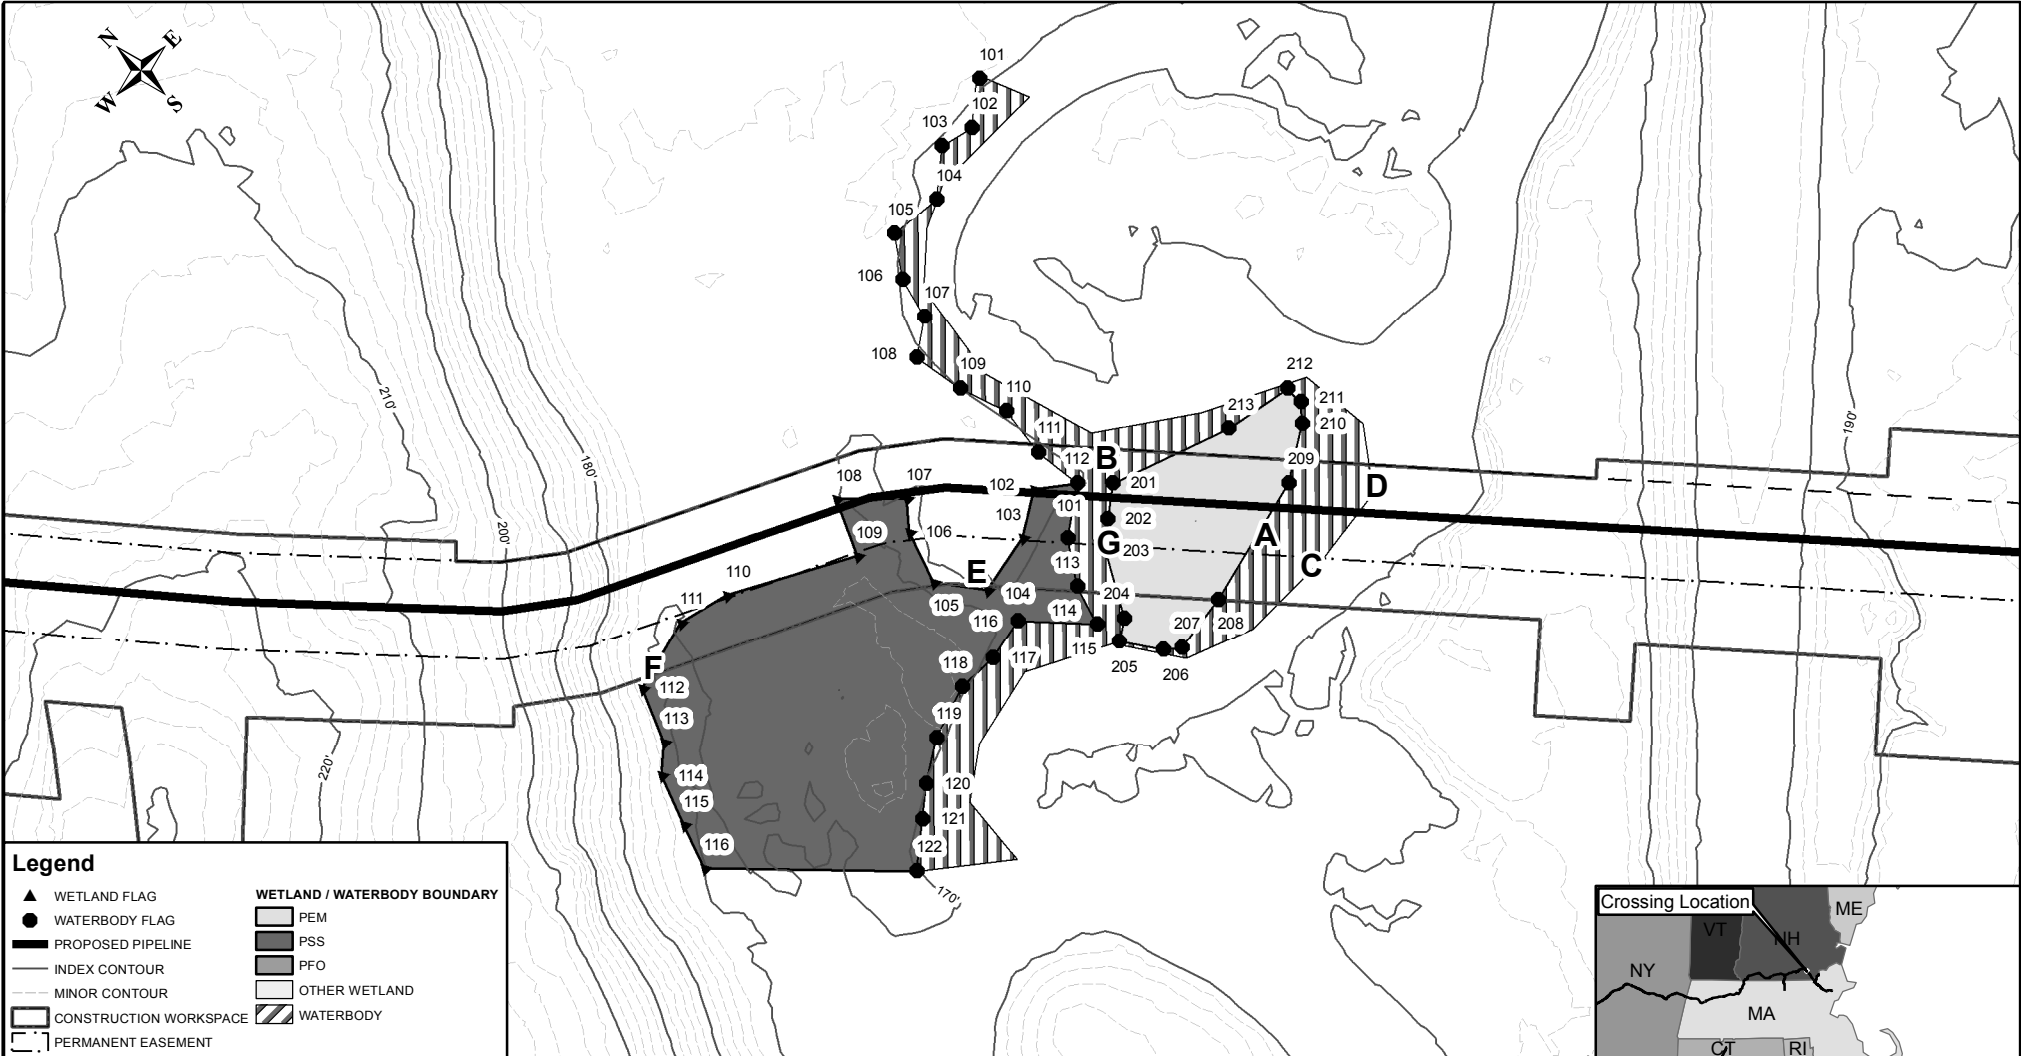 N
E
W
S
101
102
103
104
105
106
107
108
109
110
111
112
212
211
213
210
209
B
D
201
202
G
203
A
C
108
107
102
101
103
106
109
E
113
104
204
110
105
114
111
116
207
208
115
205
206
117
118
F
112
113
119
114
120
115
121
116
122
210'
180'
200'
220'
190'
170'
Legend
WETLAND FLAG
WATERBODY FLAG
PROPOSED PIPELINE
INDEX CONTOUR
MINOR CONTOUR
CONSTRUCTION WORKSPACE
PERMANENT EASEMENT
WETLAND / WATERBODY BOUNDARY
PEM
PSS
PFO
OTHER WETLAND
WATERBODY
Crossing Location
ME
VT
NH
NY
MA
CT
RI